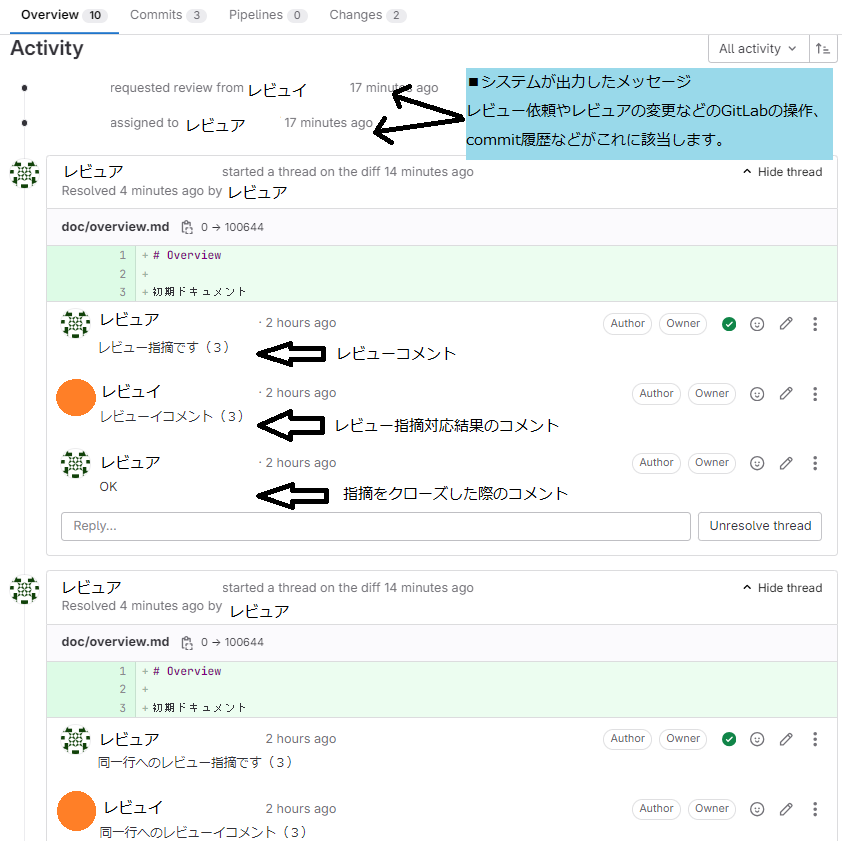 Overview 10 Commits 3 Pipelines 0 Changes 2
Activity
All activity
requested review from レビュイ 17 minutes ago
assigned to レビュア 17 minutes ago
■システムが出力したメッセージ
レビュー依頼やレビュアの変更などのGitLabの操作、
commit履歴などがこれに該当します。
レビュア started a thread on the diff 14 minutes ago Hide thread
Resolved 4 minutes ago by レビュア
doc/overview.md 0 → 100644
1 + # Overview
2 +
3 + 初期ドキュメント
レビュア · 2 hours ago Author Owner
レビュー指摘です（３） レビューコメント
レビュイ · 2 hours ago Author Owner
レビューイコメント（３） レビュー指摘対応結果のコメント
レビュア · 2 hours ago Author Owner
OK 指摘をクローズした際のコメント
Reply... Unresolve thread
レビュア started a thread on the diff 14 minutes ago Hide thread
Resolved 4 minutes ago by レビュア
doc/overview.md 0 → 100644
1 + # Overview
2 +
3 + 初期ドキュメント
レビュア 2 hours ago Author Owner
同一行へのレビュー指摘です（３）
レビュイ 2 hours ago Author Owner
同一行へのレビューイコメント（３）